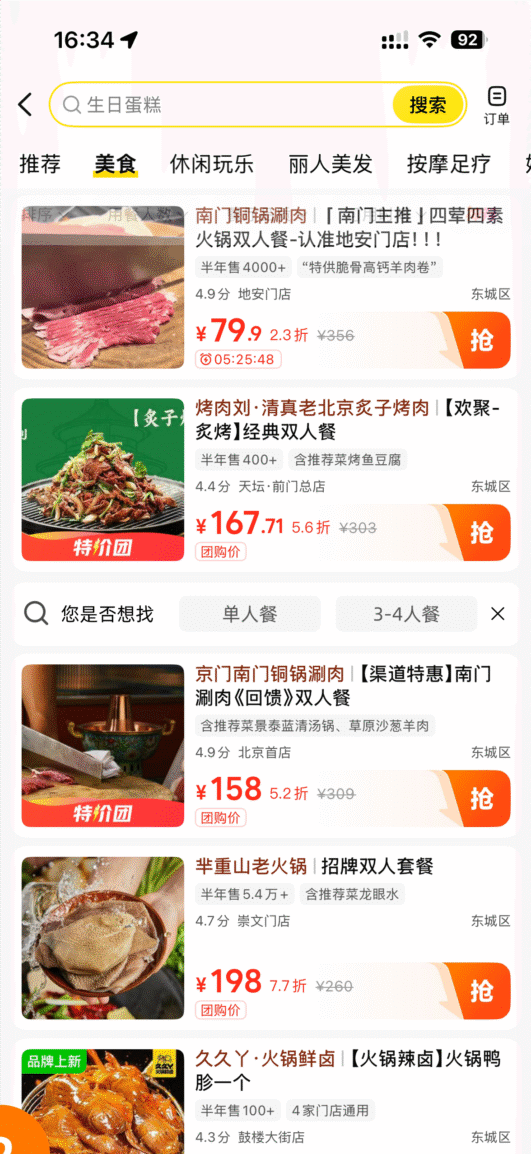 16:34
92
生日蛋糕
搜索
订单
推荐 美食 休闲玩乐 丽人美发 按摩足疗
排序 用餐人数
南门铜锅涮肉 |「南门主推」四荤四素
火锅双人餐-认准地安门店!!!
半年售4000+ “特供脆骨高钙羊肉卷”
4.9分 地安门店 东城区
¥79.9 2.3折 ¥356
抢
05:25:48
【炙子烤
特价团
烤肉刘·清真老北京炙子烤肉 |【欢聚-
炙烤】经典双人餐
半年售400+ 含推荐菜烤鱼豆腐
4.4分 天坛·前门总店 东城区
¥167.71 5.6折 ¥303
抢
团购价
您是否想找 单人餐 3-4人餐
特价团
京门南门铜锅涮肉 |【渠道特惠】南门
涮肉《回馈》双人餐
含推荐菜景泰蓝清汤锅、草原沙葱羊肉
4.9分 北京首店 东城区
¥158 5.2折 ¥309
抢
团购价
芈重山老火锅 | 招牌双人套餐
半年售5.4万+ 含推荐菜龙眼水
4.7分 崇文门店 东城区
¥198 7.7折 ¥260
抢
团购价
品牌上新
久久丫
久久丫·火锅鲜卤 |【火锅辣卤】火锅鸭
胗一个
半年售100+ 4家门店通用
4.3分 鼓楼大街店 东城区